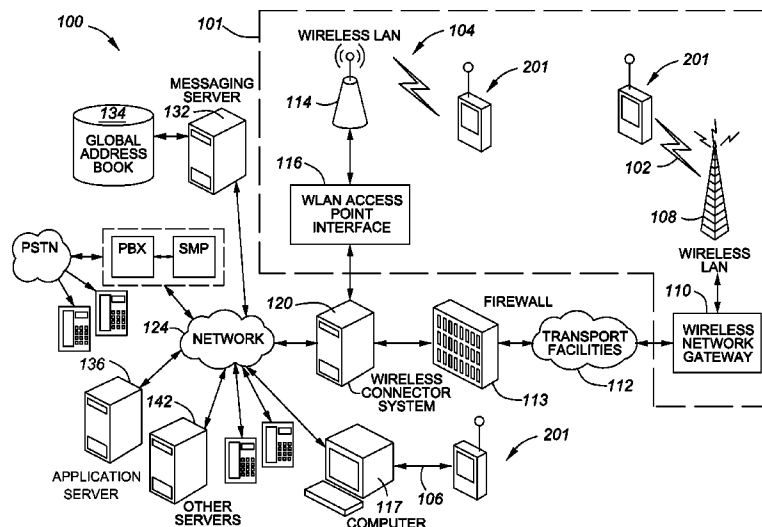 100
101
WIRELESS LAN
104
201
201
MESSAGING
SERVER
132
114
134
GLOBAL
ADDRESS
BOOK
102
116
WLAN ACCESS
POINT
INTERFACE
108
WIRELESS
LAN
PSTN
PBX
SMP
120
FIREWALL
110
124
NETWORK
TRANSPORT
FACILITIES
WIRELESS
NETWORK
GATEWAY
136
WIRELESS
CONNECTOR
SYSTEM
113
112
142
201
APPLICATION
SERVER
OTHER
SERVERS
117
106
COMPUTER